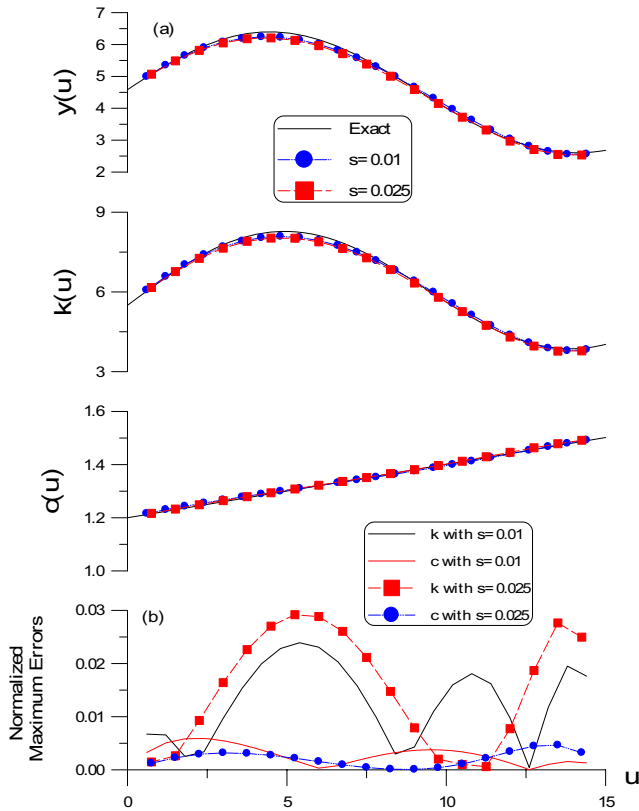 (a)
y(u)
7
6
5
4
3
2
Exact
s=0.01
s=0.025
k(u)
9
6
3
α(u)
1.6
1.4
1.2
1.0
k with s=0.01
c with s=0.01
k with s=0.025
c with s=0.025
(b)
Normalized
Maximum Errors
0.03
0.02
0.01
0.00
0
5
10
15
u